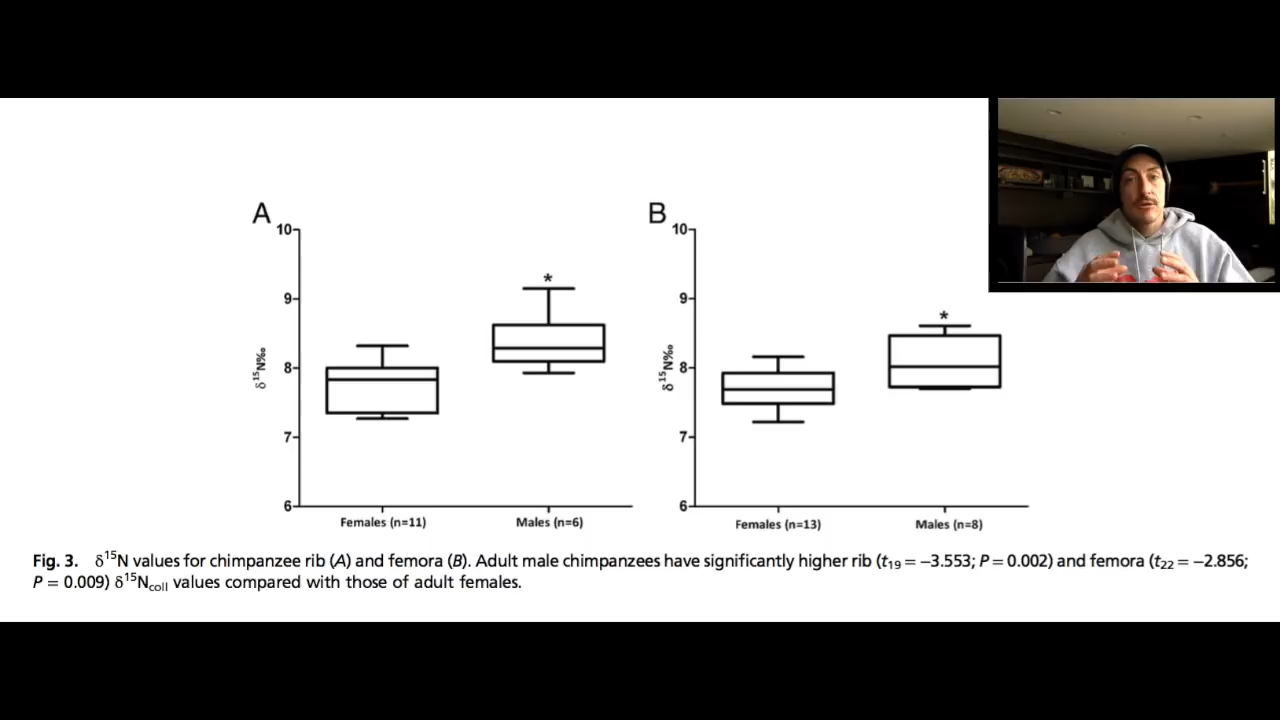 A
10
9
8
7
6
δ¹⁵N‰
*
Females (n=11)
Males (n=6)
B
10
9
8
7
6
δ¹⁵N‰
*
Females (n=13)
Males (n=8)
Fig. 3. δ¹⁵N values for chimpanzee rib (A) and femora (B). Adult male chimpanzees have significantly higher rib (t₁₉ = −3.553; P = 0.002) and femora (t₂₂ = −2.856;
P = 0.009) δ¹⁵Ncoll values compared with those of adult females.